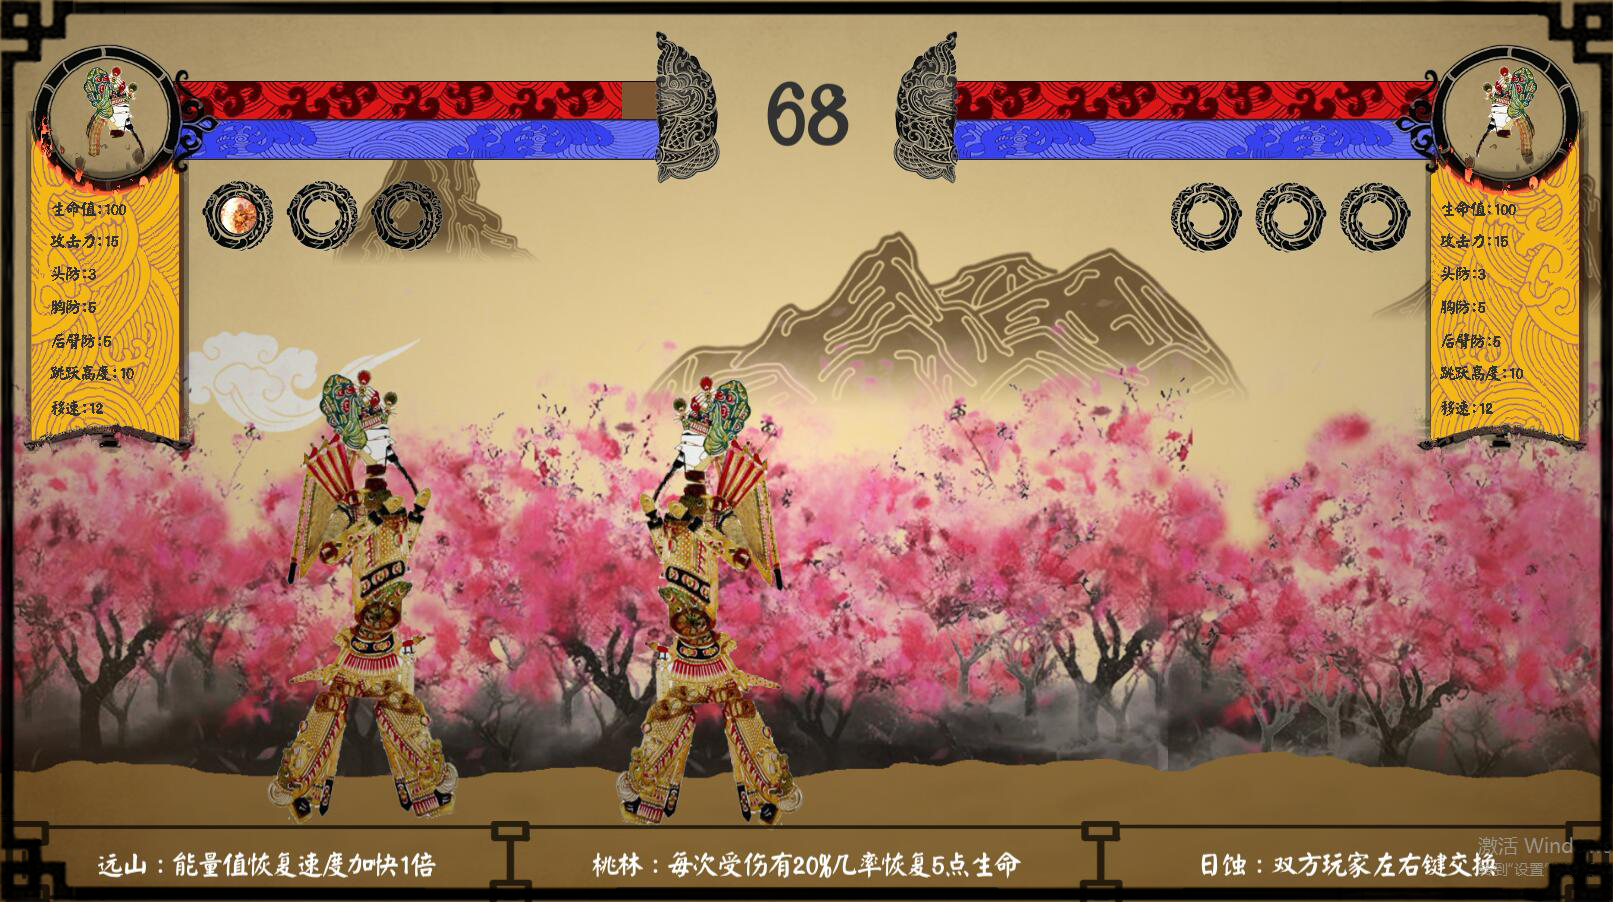 68
生命值:100
攻击力:15
头防:3
胸防:5
后臂防:5
跳跃高度:10
移速:12
生命值:100
攻击力:15
头防:3
胸防:5
后臂防:5
跳跃高度:10
移速:12
远山：能量值恢复速度加快1倍
桃林：每次受伤有20%几率恢复5点生命
日蚀：双方玩家左右键交换
激活 Wind
到"设置"